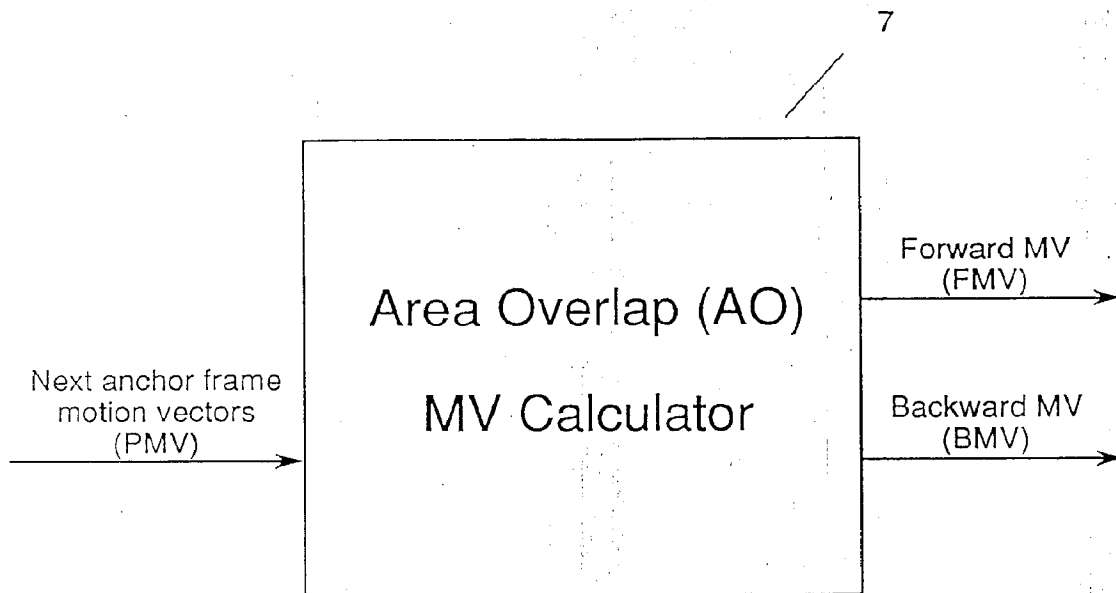 7
Next anchor frame
motion vectors
(PMV)
Area Overlap (AO)
MV Calculator
Forward MV
(FMV)
Backward MV
(BMV)